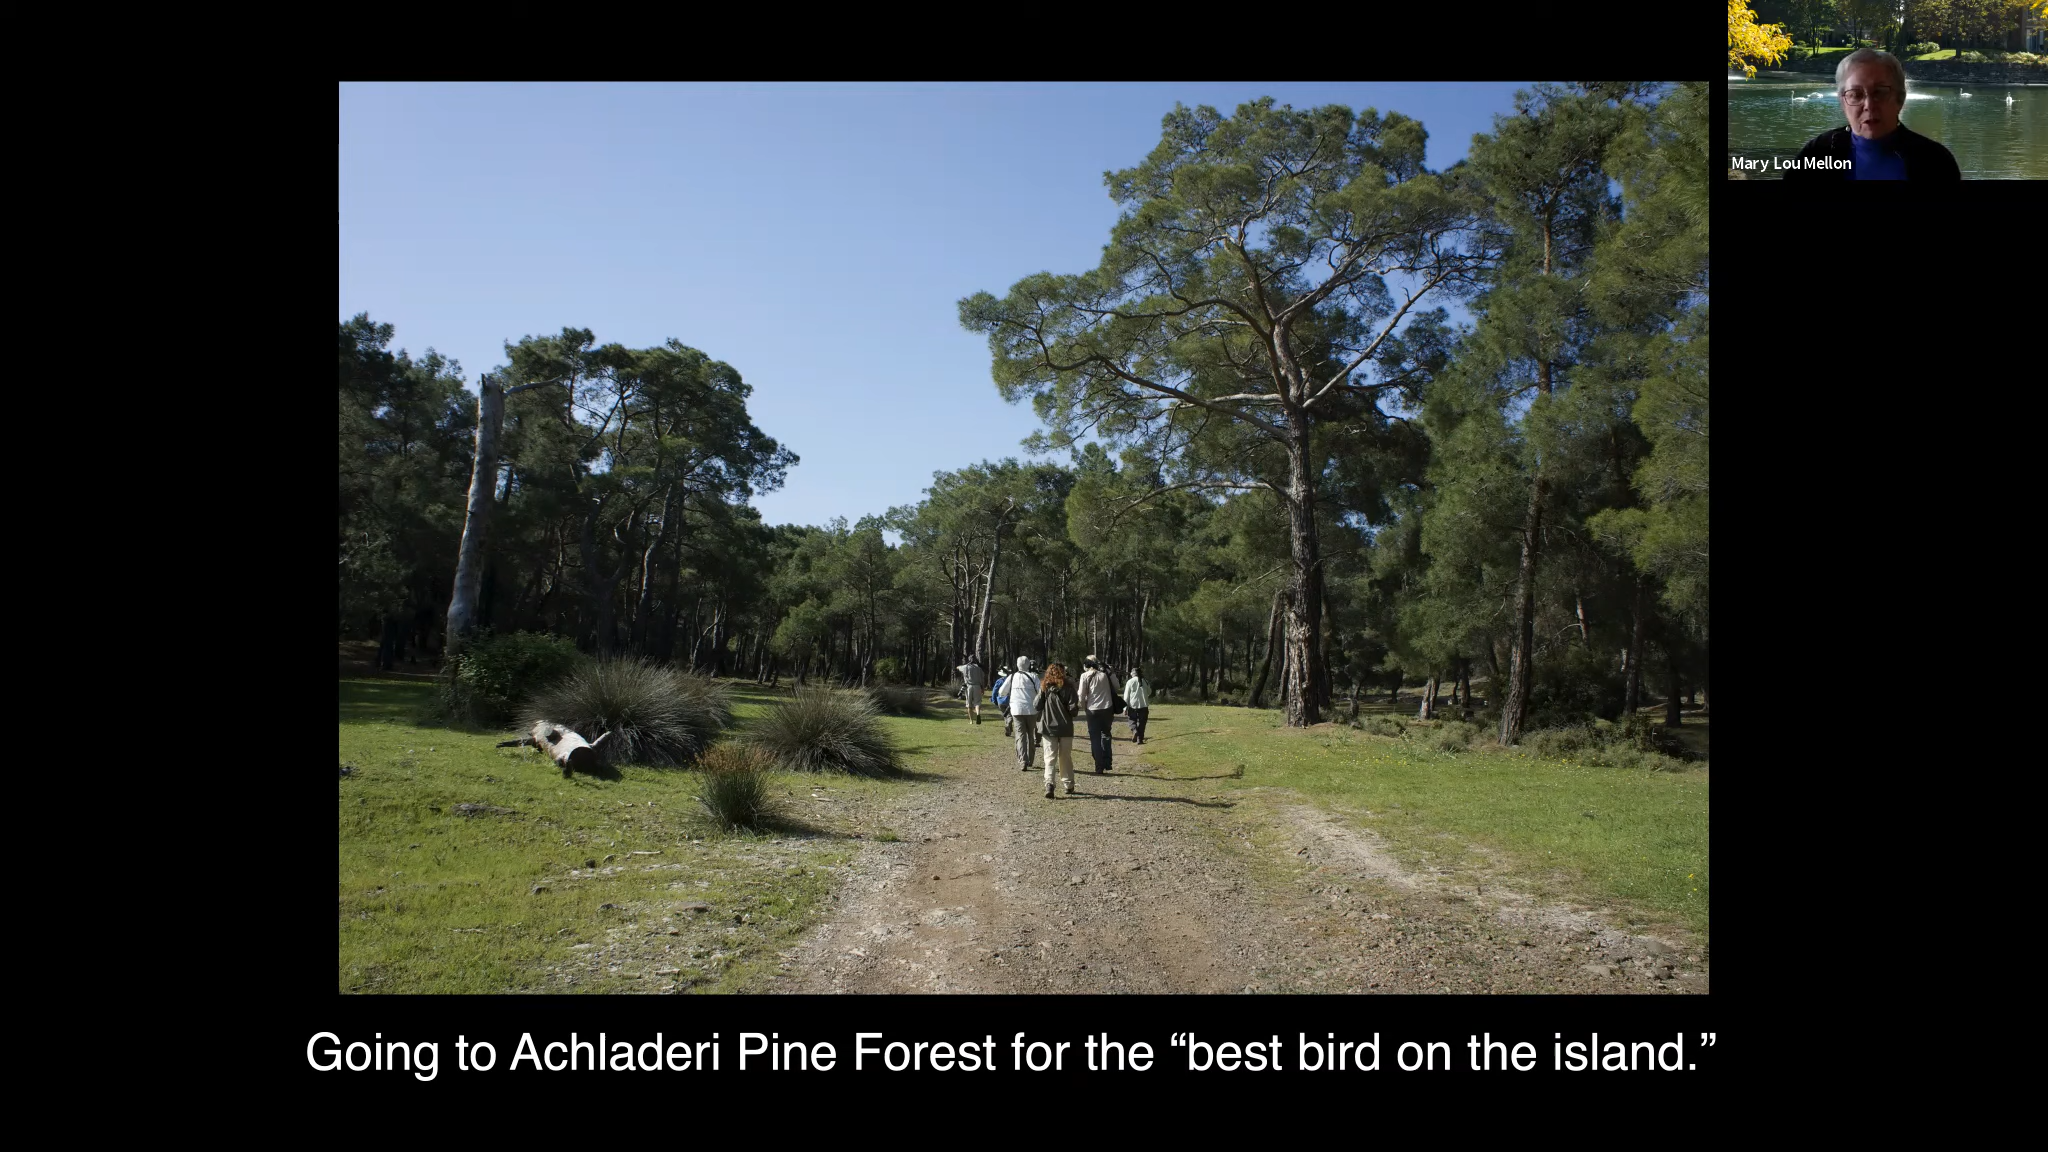 Mary Lou Mellon
Going to Achladeri Pine Forest for the “best bird on the island.”